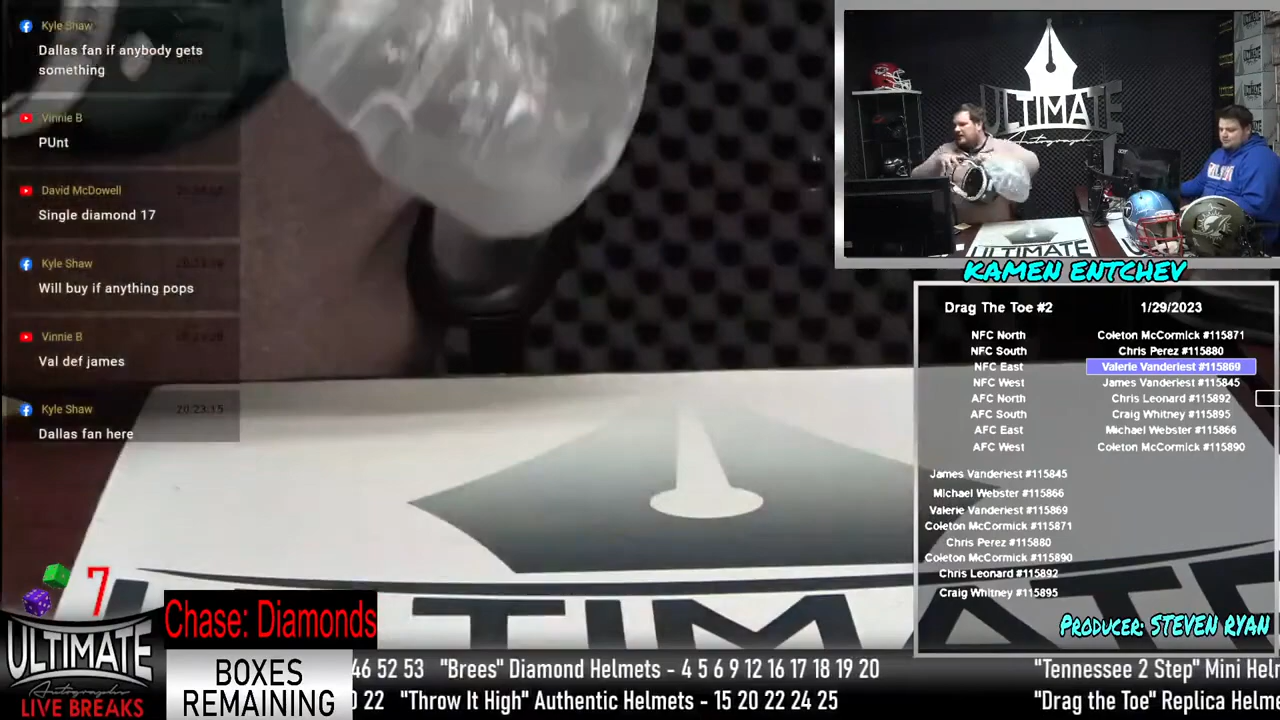 Kyle Shaw
Dallas fan if anybody gets
something
Vinnie B
PUnt
David McDowell
Single diamond 17
Kyle Shaw
Will buy if anything pops
Vinnie B
Val def james
Kyle Shaw 20:23:15
Dallas fan here
ULTIMATE
ULTIMATE
KAMEN ENTCHEV
Drag The Toe #2 1/29/2023
NFC North Coleton McCormick #115871
NFC South Chris Perez #115880
NFC East Valerie Vanderiest #115869
NFC West James Vanderiest #115845
AFC North Chris Leonard #115892
AFC South Craig Whitney #115895
AFC East Michael Webster #115866
AFC West Coleton McCormick #115890
James Vanderiest #115845
Michael Webster #115866
Valerie Vanderiest #115869
Coleton McCormick #115871
Chris Perez #115880
Coleton McCormick #115890
Chris Leonard #115892
Craig Whitney #115895
PRODUCER: STEVEN RYAN
ULTIMATE
7
ULTIMATE
Autographs
LIVE BREAKS
Chase: Diamonds
BOXES
REMAINING
46 52 53 "Brees" Diamond Helmets - 4 5 6 9 12 16 17 18 19 20 "Tennessee 2 Step" Mini
22 "Throw It High" Authentic Helmets - 15 20 22 24 25 "Drag the Toe" Replica